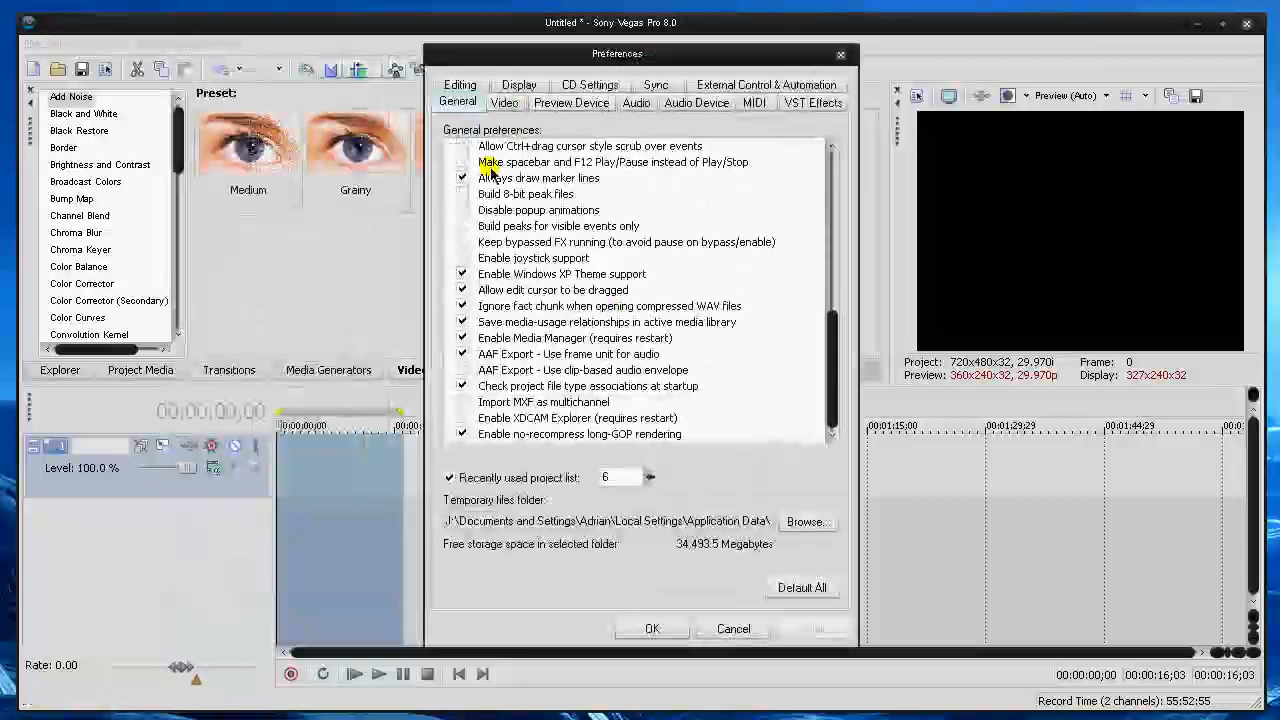 Untitled * - Sony Vegas Pro 8.0
Preferences
Editing Display CD Settings Sync External Control & Automation
General Video Preview Device Audio Audio Device MIDI VST Effects
General preferences:
Allow Ctrl+drag cursor style scrub over events
Make spacebar and F12 Play/Pause instead of Play/Stop
Always draw marker lines
Build 8-bit peak files
Disable popup animations
Build peaks for visible events only
Keep bypassed FX running (to avoid pause on bypass/enable)
Enable joystick support
Enable Windows XP Theme support
Allow edit cursor to be dragged
Ignore fact chunk when opening compressed WAV files
Save media-usage relationships in active media library
Enable Media Manager (requires restart)
AAF Export - Use frame unit for audio
AAF Export - Use clip-based audio envelope
Check project file type associations at startup
Import MXF as multichannel
Enable XDCAM Explorer (requires restart)
Enable no-recompress long-GOP rendering
Recently used project list: 6
Temporary files folder:
\Documents and Settings\Adrian\Local Settings\Application Data\
Browse...
Free storage space in selected folder 34,493.5 Megabytes
Default All
OK Cancel
Add Noise
Black and White
Black Restore
Border
Brightness and Contrast
Broadcast Colors
Bump Map
Channel Blend
Chroma Blur
Chroma Keyer
Color Balance
Color Corrector
Color Corrector (Secondary)
Color Curves
Convolution Kernel
Preset:
Medium Grainy
Explorer Project Media Transitions Media Generators Video
Preview (Auto)
Project: 720x480x32, 29.970i Frame: 0
Preview: 360x240x32, 29.970p Display: 327x240x32
00;00;00;00
00:00:00;00 00:00:
00:01:15;00 00:01:29;29 00:01:44;29 00:0
1
Level: 100.0 %
Rate: 0.00
00:00:00;00 00:00:16;03 00:00:16;03
Record Time (2 channels): 55:52:55